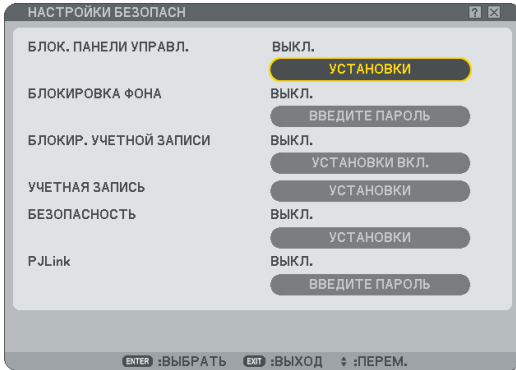 НАСТРОЙКИ БЕЗОПАСН
БЛОК. ПАНЕЛИ УПРАВЛ. ВЫКЛ.
УСТАНОВКИ
БЛОКИРОВКА ФОНА ВЫКЛ.
ВВЕДИТЕ ПАРОЛЬ
БЛОКИР. УЧЕТНОЙ ЗАПИСИ ВЫКЛ.
УСТАНОВКИ ВКЛ.
УЧЕТНАЯ ЗАПИСЬ УСТАНОВКИ
БЕЗОПАСНОСТЬ ВЫКЛ.
УСТАНОВКИ
PJLink ВЫКЛ.
ВВЕДИТЕ ПАРОЛЬ
ENTER :ВЫБРАТЬ EXIT :ВЫХОД :ПЕРЕМ.